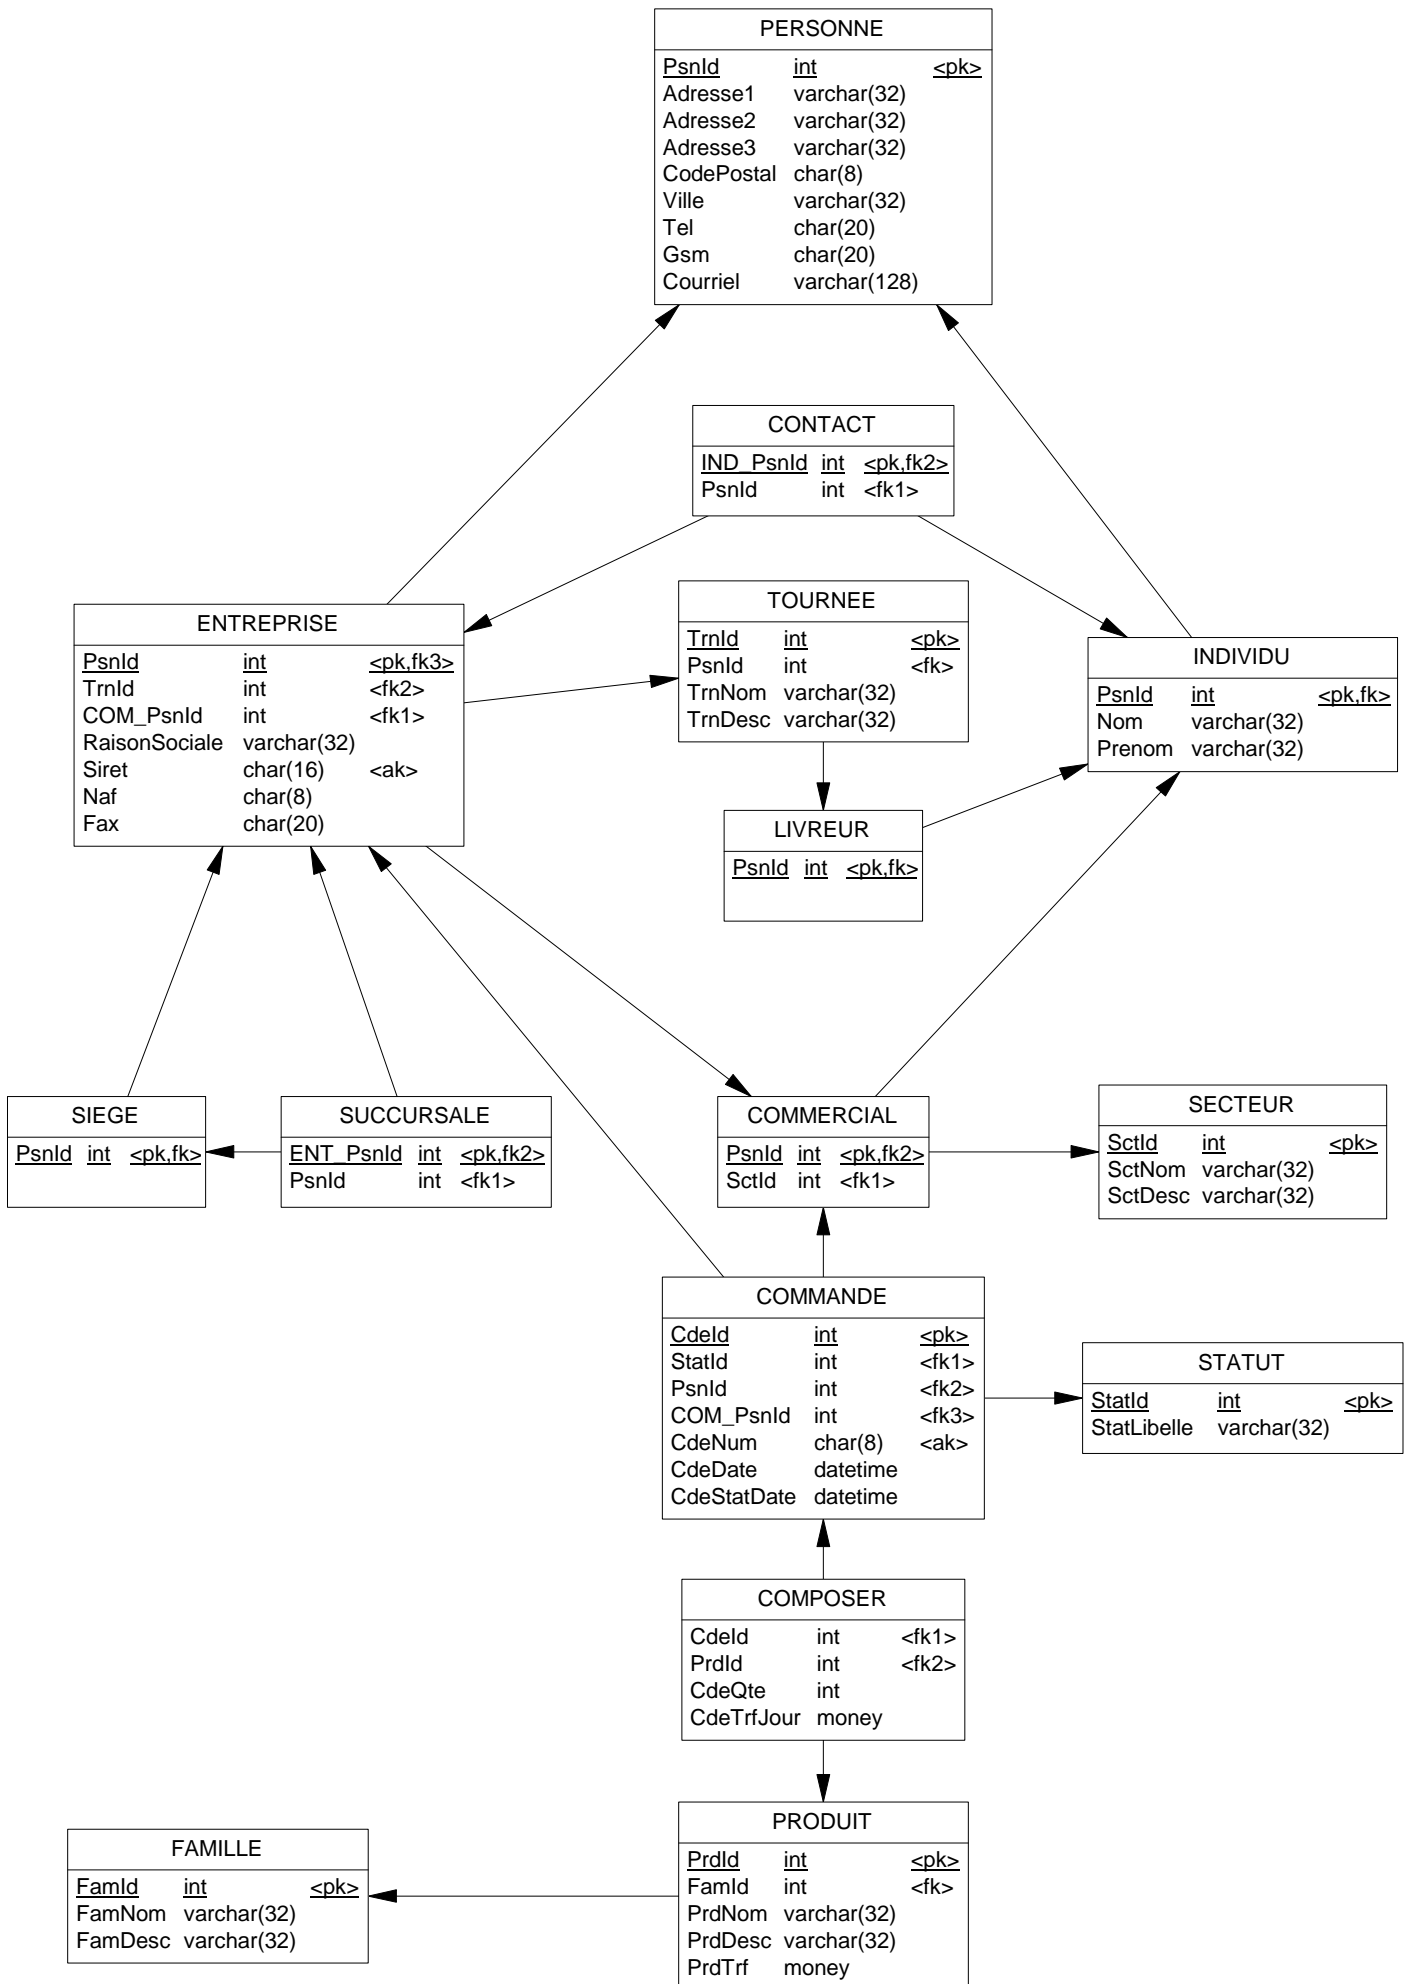 PERSONNE
PsnId int <pk>
Adresse1 varchar(32)
Adresse2 varchar(32)
Adresse3 varchar(32)
CodePostal char(8)
Ville varchar(32)
Tel char(20)
Gsm char(20)
Courriel varchar(128)
CONTACT
IND_PsnId int <pk,fk2>
PsnId int <fk1>
ENTREPRISE
PsnId int <pk,fk3>
TrnId int <fk2>
COM_PsnId int <fk1>
RaisonSociale varchar(32)
Siret char(16) <ak>
Naf char(8)
Fax char(20)
TOURNEE
TrnId int <pk>
PsnId int <fk>
TrnNom varchar(32)
TrnDesc varchar(32)
INDIVIDU
PsnId int <pk,fk>
Nom varchar(32)
Prenom varchar(32)
LIVREUR
PsnId int <pk,fk>
SIEGE
PsnId int <pk,fk>
SUCCURSALE
ENT_PsnId int <pk,fk2>
PsnId int <fk1>
COMMERCIAL
PsnId int <pk,fk2>
SctId int <fk1>
SECTEUR
SctId int <pk>
SctNom varchar(32)
SctDesc varchar(32)
COMMANDE
CdeId int <pk>
StatId int <fk1>
PsnId int <fk2>
COM_PsnId int <fk3>
CdeNum char(8) <ak>
CdeDate datetime
CdeStatDate datetime
STATUT
StatId int <pk>
StatLibelle varchar(32)
COMPOSER
CdeId int <fk1>
PrdId int <fk2>
CdeQte int
CdeTrfJour money
FAMILLE
FamId int <pk>
FamNom varchar(32)
FamDesc varchar(32)
PRODUIT
PrdId int <pk>
FamId int <fk>
PrdNom varchar(32)
PrdDesc varchar(32)
PrdTrf money